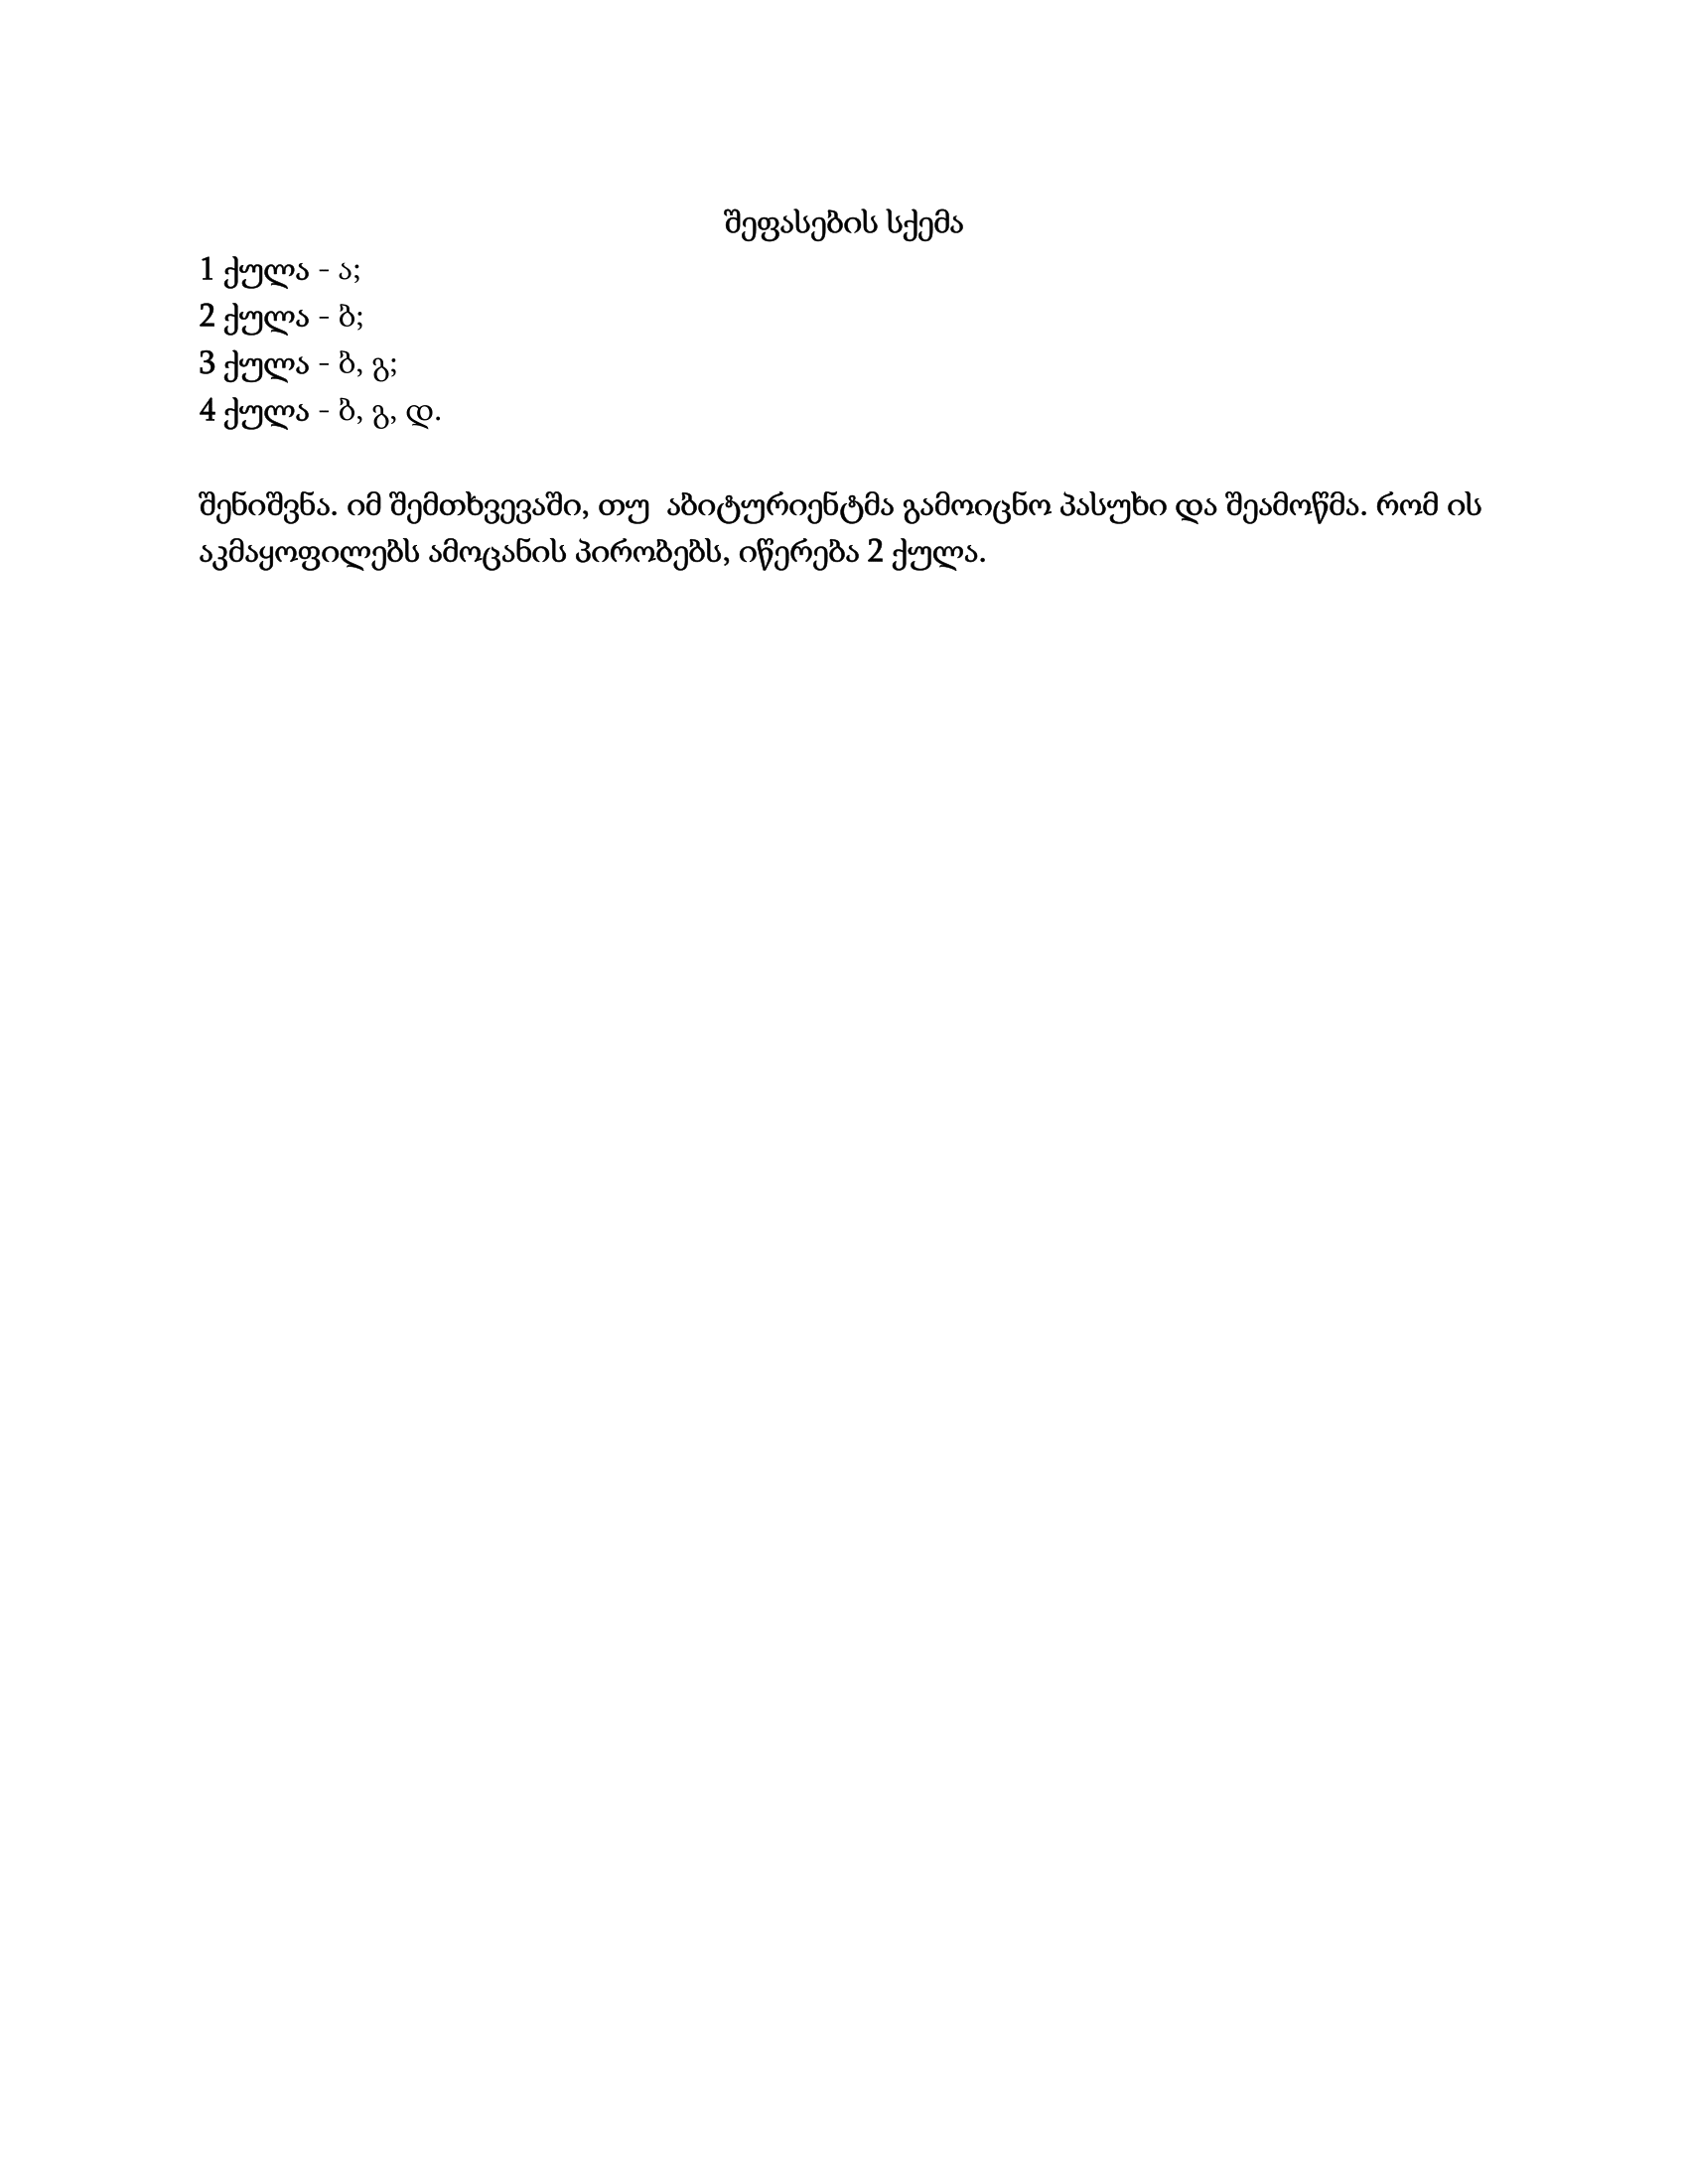 შეფასების სქემა
1 ქულა - ა;
2 ქულა - ბ;
3 ქულა - ბ, გ;
4 ქულა - ბ, გ, დ.
შენიშვნა. იმ შემთხვევაში, თუ  აბიტურიენტმა გამოიცნო პასუხი და შეამოწმა. რომ ის
აკმაყოფილებს ამოცანის პირობებს, იწერება 2 ქულა.